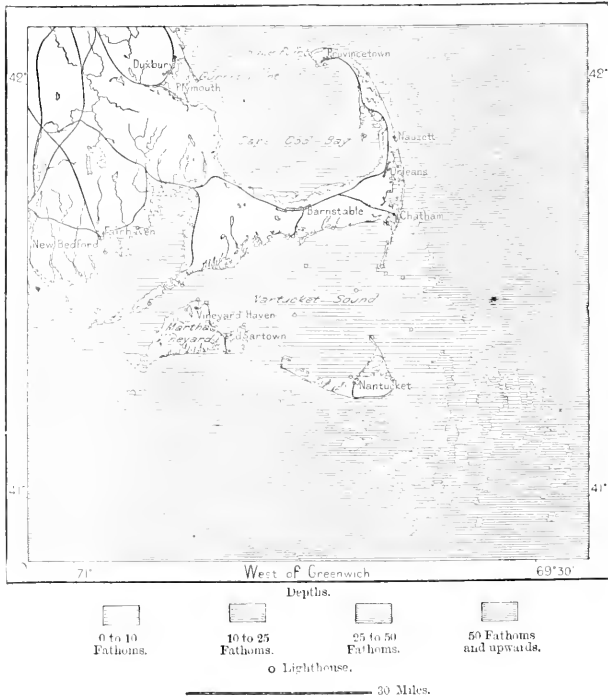 42°
42°
Provincetown
Duxbury
Plymouth
Cod Bay
Nausett
Orleans
Barnstable
Chatham
Fairhaven
New Bedford
Nantucket Sound
Vineyard Haven
Martha's
Vineyard
Edgartown
Nantucket
41°
41°
71°
West of Greenwich
69°30'
Depths.
0 to 10
Fathoms.
10 to 25
Fathoms.
25 to 50
Fathoms.
50 Fathoms
and upwards.
o Lighthouse.
30 Miles.